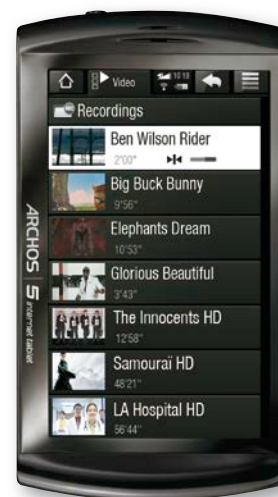 Video
10:18
Recordings
Ben Wilson Rider
2'00"
Big Buck Bunny
9'56"
Elephants Dream
10'53"
Glorious Beautiful
3'43"
The Innocents HD
12'58"
Samouraï HD
48'21"
LA Hospital HD
56'44"
ARCHOS 5 internet tablet